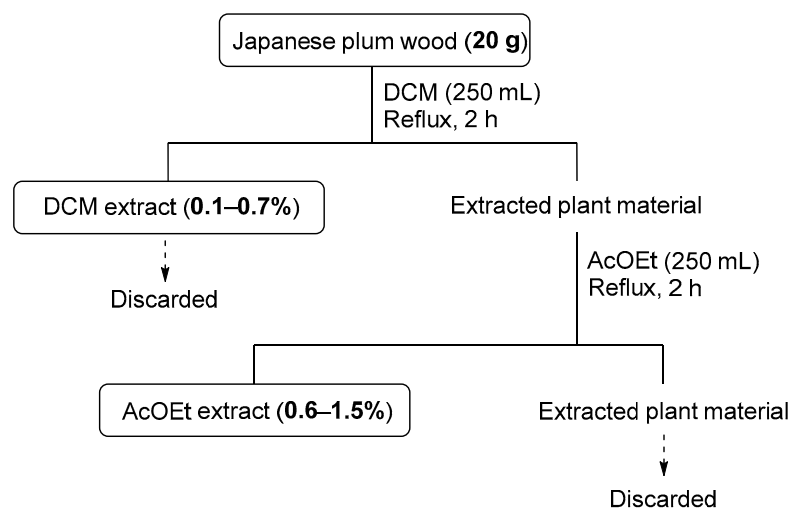 Japanese plum wood (20 g)
DCM (250 mL)
Reflux, 2 h
DCM extract (0.1–0.7%)
Extracted plant material
Discarded
AcOEt (250 mL)
Reflux, 2 h
AcOEt extract (0.6–1.5%)
Extracted plant material
Discarded